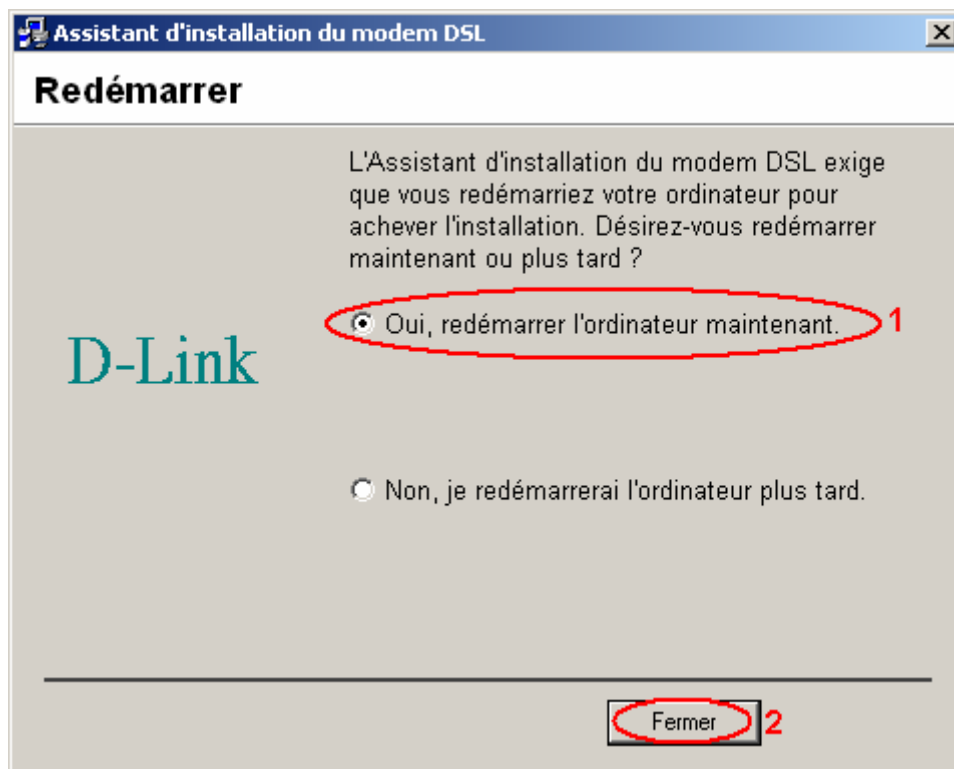 Assistant d'installation du modem DSL
Redémarrer
L'Assistant d'installation du modem DSL exige
que vous redémarriez votre ordinateur pour
achever l'installation. Désirez-vous redémarrer
maintenant ou plus tard ?
Oui, redémarrer l'ordinateur maintenant. 1
D-Link
Non, je redémarrerai l'ordinateur plus tard.
Fermer 2